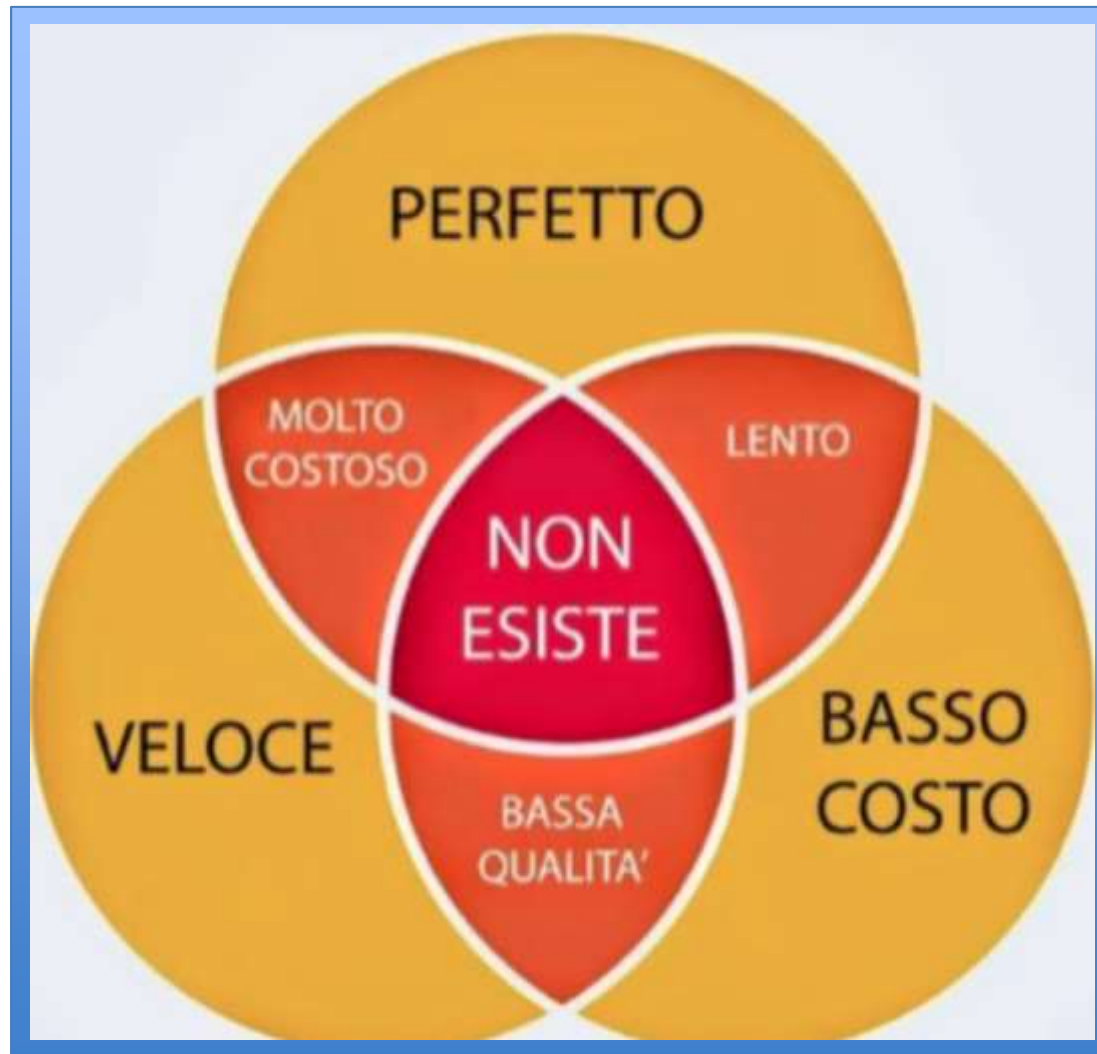 PERFETTO
MOLTO
COSTOSO
LENTO
NON
ESISTE
VELOCE
BASSO
COSTO
BASSA
QUALITA’